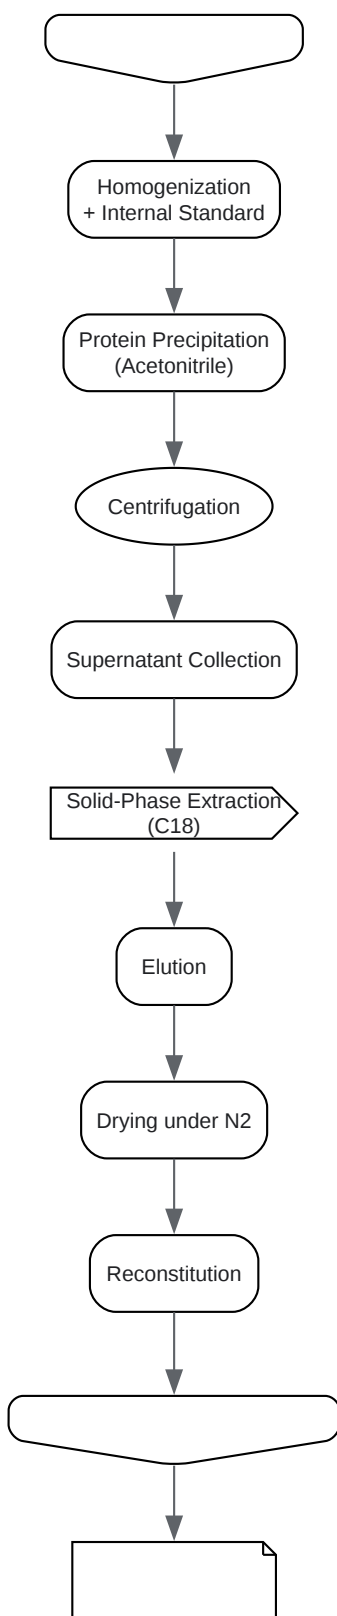 Homogenization
+ Internal Standard
Protein Precipitation
(Acetonitrile)
Centrifugation
Supernatant Collection
Solid-Phase Extraction
(C18)
Elution
Drying under N2
Reconstitution